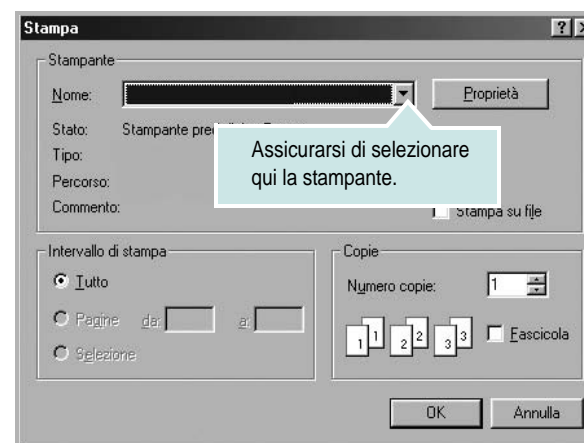 Stampa
Stampante
Nome:
Proprietà
Stato: Stampante
Tipo:
Assicurarsi di selezionare
qui la stampante.
Percorso:
Commento:
Stampa su file
Intervallo di stampa
Tutto
Pagine da: a:
Selezione
Copie
Numero copie: 1
1 1 2 2 3 3
Fascicola
OK Annulla